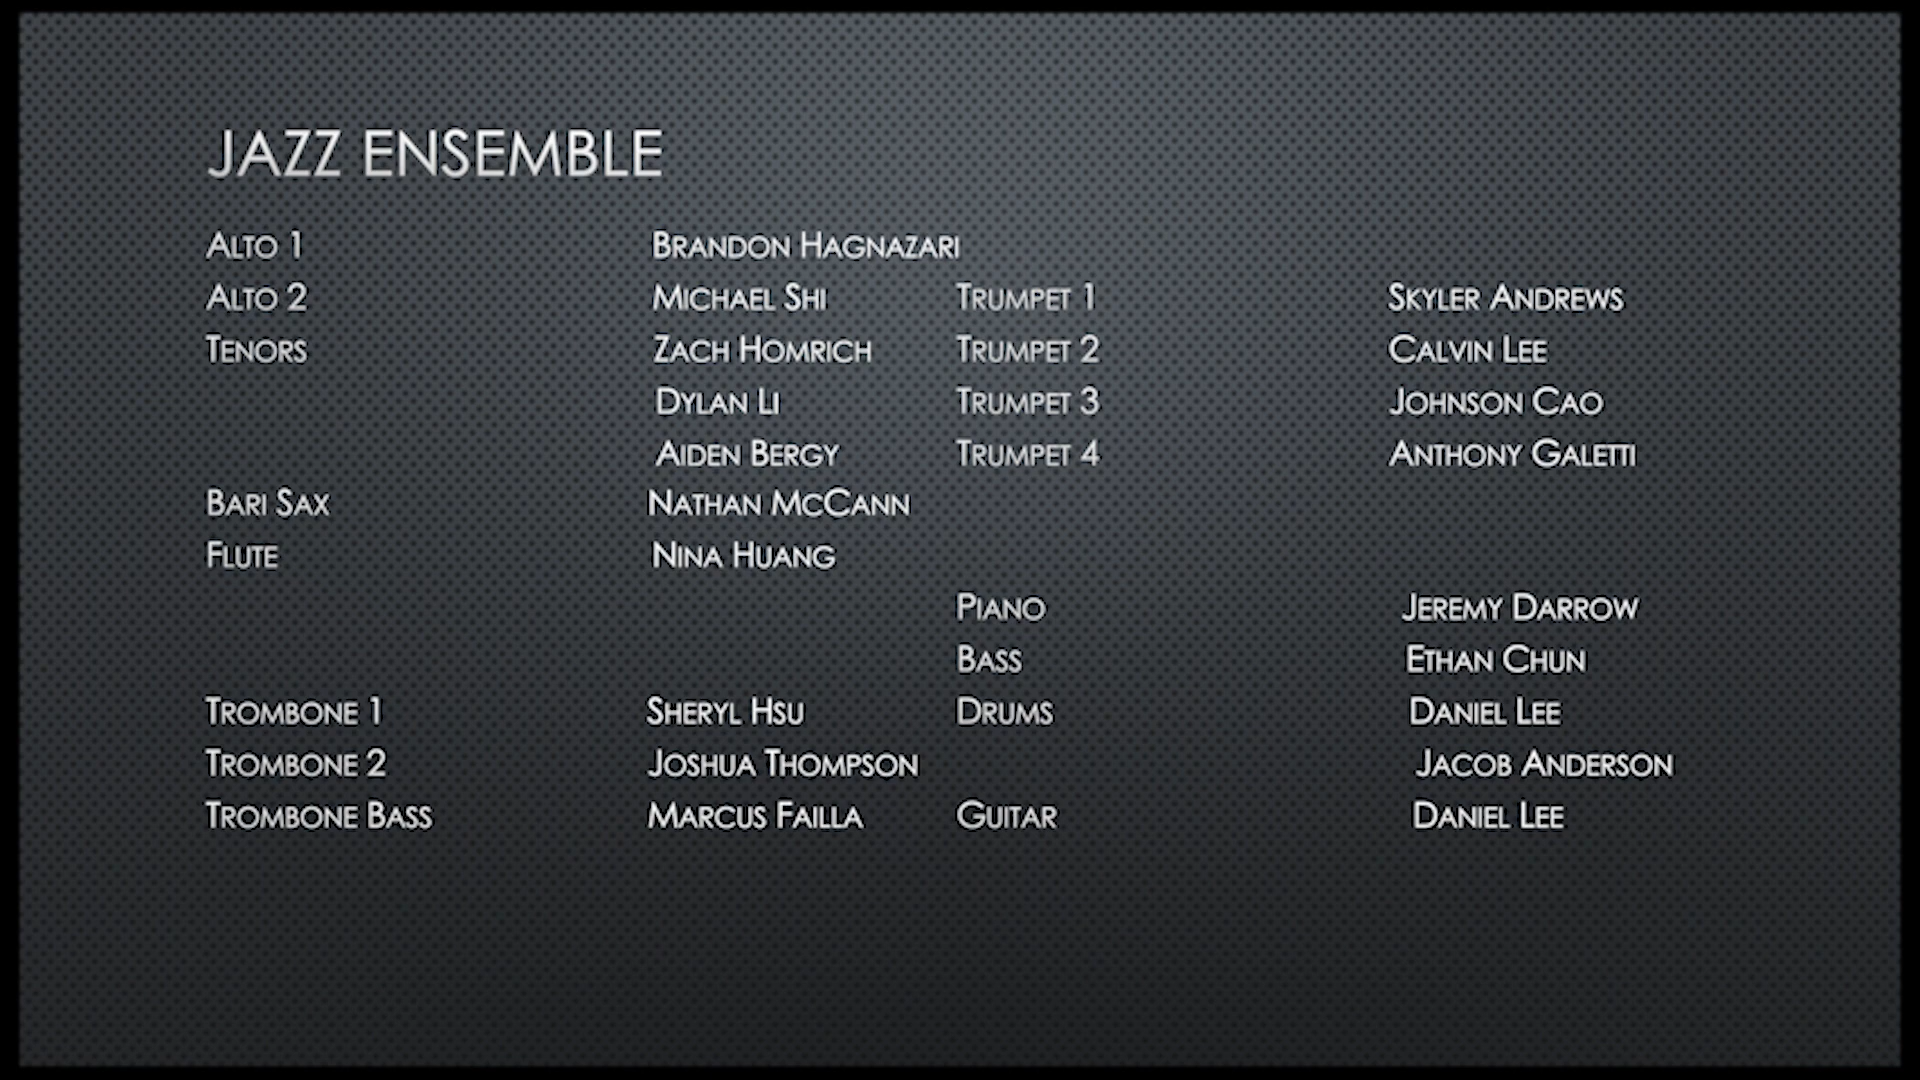 JAZZ ENSEMBLE
ALTO 1 BRANDON HAGNAZARI
ALTO 2 MICHAEL SHI TRUMPET 1 SKYLER ANDREWS
TENORS ZACH HOMRICH TRUMPET 2 CALVIN LEE
DYLAN LI TRUMPET 3 JOHNSON CAO
AIDEN BERGY TRUMPET 4 ANTHONY GALETTI
BARI SAX NATHAN MCCANN
FLUTE NINA HUANG
PIANO JEREMY DARROW
BASS ETHAN CHUN
TROMBONE 1 SHERYL HSU DRUMS DANIEL LEE
TROMBONE 2 JOSHUA THOMPSON JACOB ANDERSON
TROMBONE BASS MARCUS FAILLA GUITAR DANIEL LEE